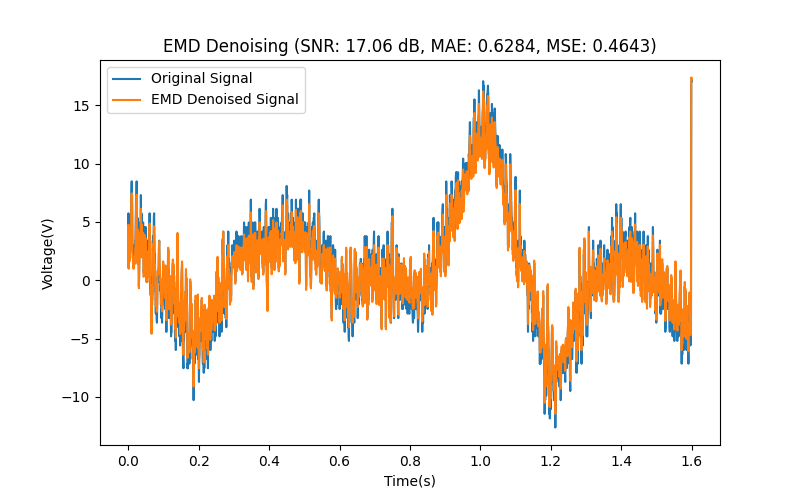 EMD Denoising (SNR: 17.06 dB, MAE: 0.6284, MSE: 0.4643)
Original Signal
EMD Denoised Signal
15
10
5
0
−5
−10
Voltage(V)
0.0 0.2 0.4 0.6 0.8 1.0 1.2 1.4 1.6
Time(s)